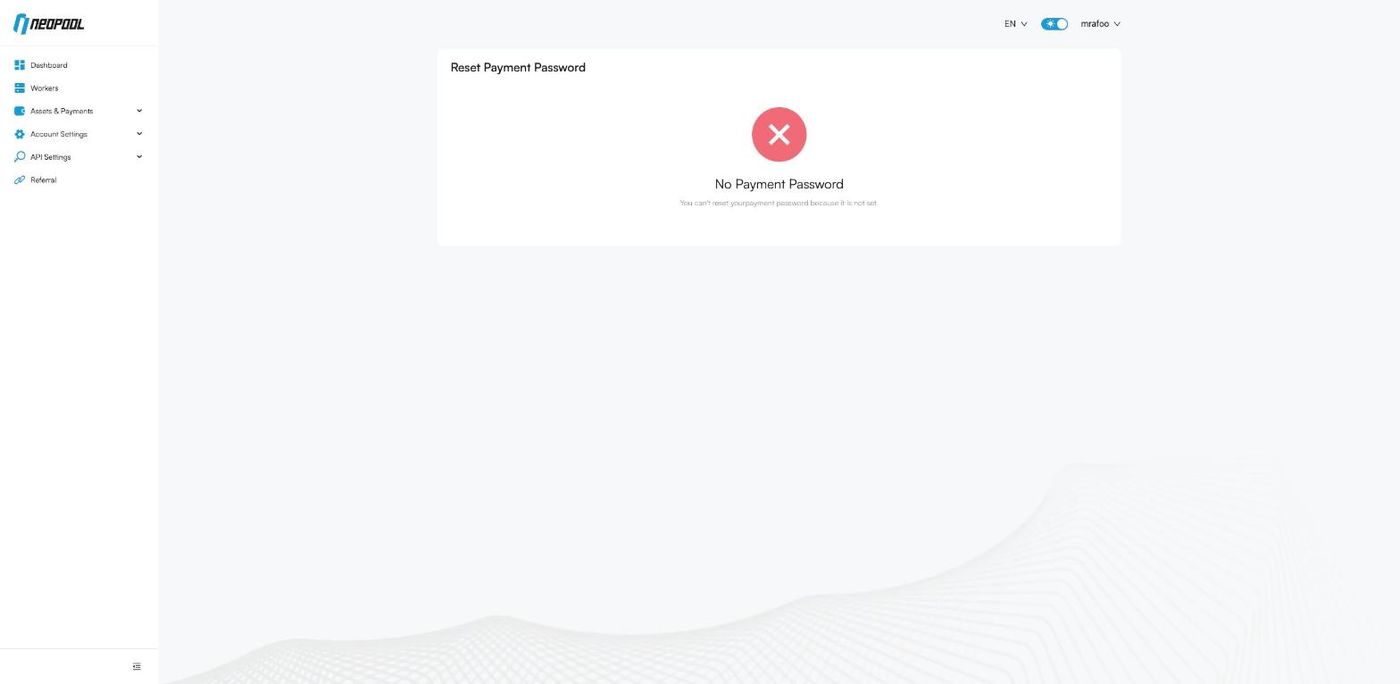 NEOPOOL
EN
mrafoo
Dashboard
Workers
Assets & Payments
Account Settings
API Settings
Referral
Reset Payment Password
No Payment Password
You can't reset yourpayment password because it is not set